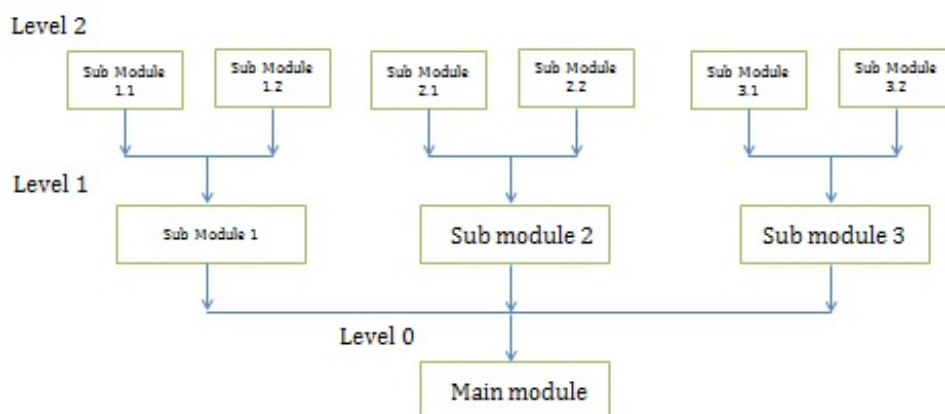 Level 2
Sub Module
1.1
Sub Module
1.2
Sub Module
2.1
Sub Module
2.2
Sub Module
3.1
Sub Module
3.2
Level 1
Sub Module 1
Sub module 2
Sub module 3
Level 0
Main module